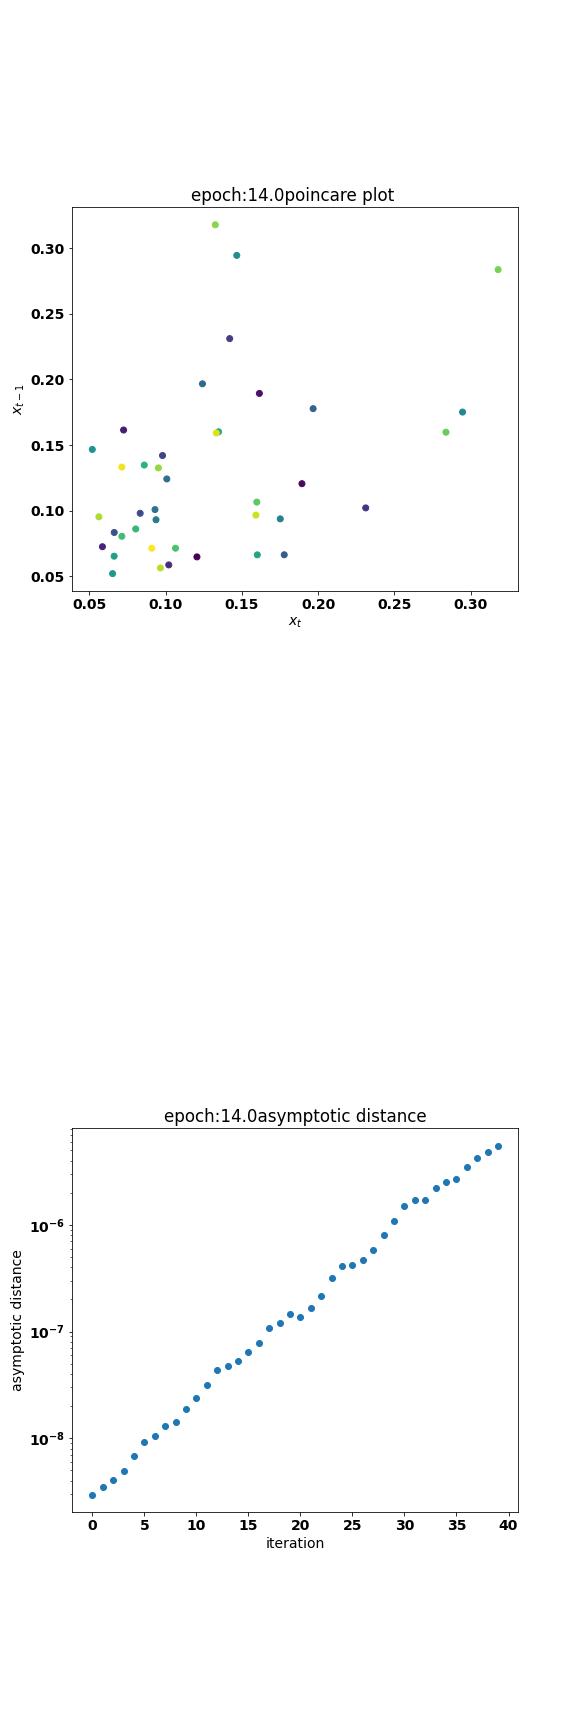 epoch:14.0poincare plot
0.30
0.25
0.20
0.15
0.10
0.05
x_{t-1}
0.05 0.10 0.15 0.20 0.25 0.30
x_t
epoch:14.0asymptotic distance
10^{-6}
10^{-7}
10^{-8}
asymptotic distance
0 5 10 15 20 25 30 35 40
iteration